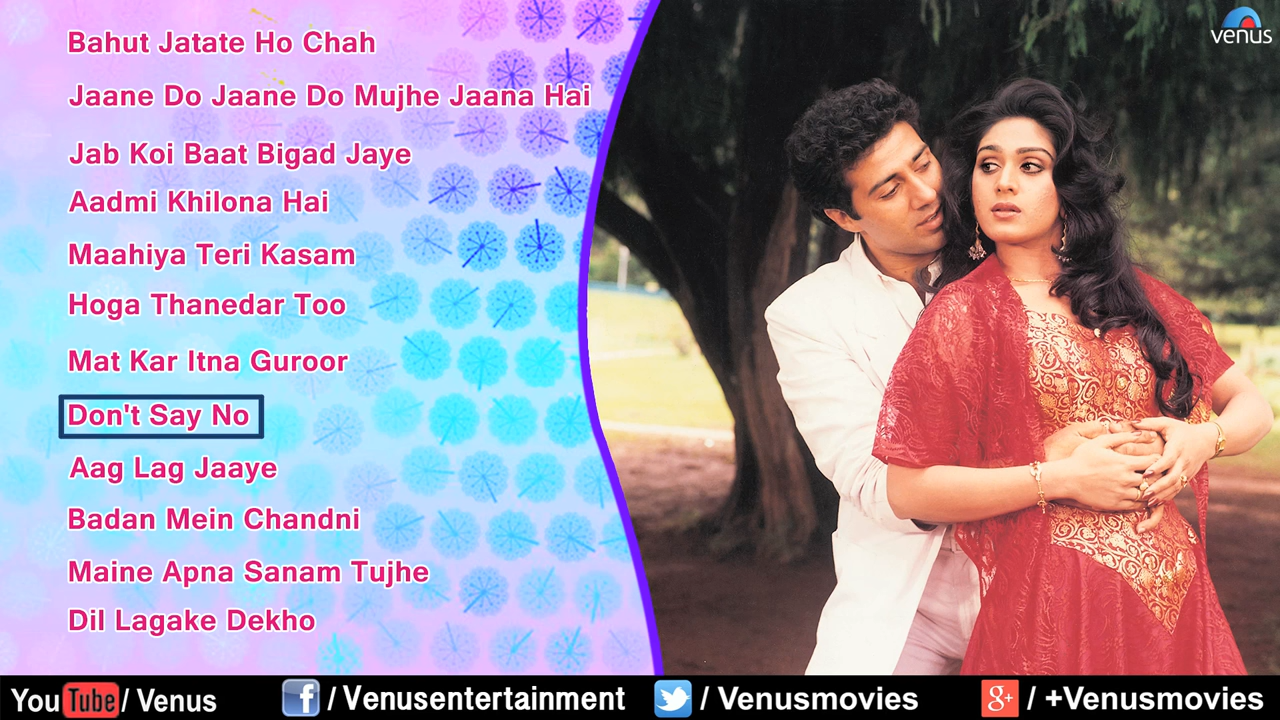 Bahut Jatate Ho Chah
Jaane Do Jaane Do Mujhe Jaana Hai
Jab Koi Baat Bigad Jaye
Aadmi Khilona Hai
Maahiya Teri Kasam
Hoga Thanedar Too
Mat Kar Itna Guroor
Don't Say No
Aag Lag Jaaye
Badan Mein Chandni
Maine Apna Sanam Tujhe
Dil Lagake Dekho
venus
YouTube / Venus
f / Venusentertainment
/ Venusmovies
g+ / +Venusmovies